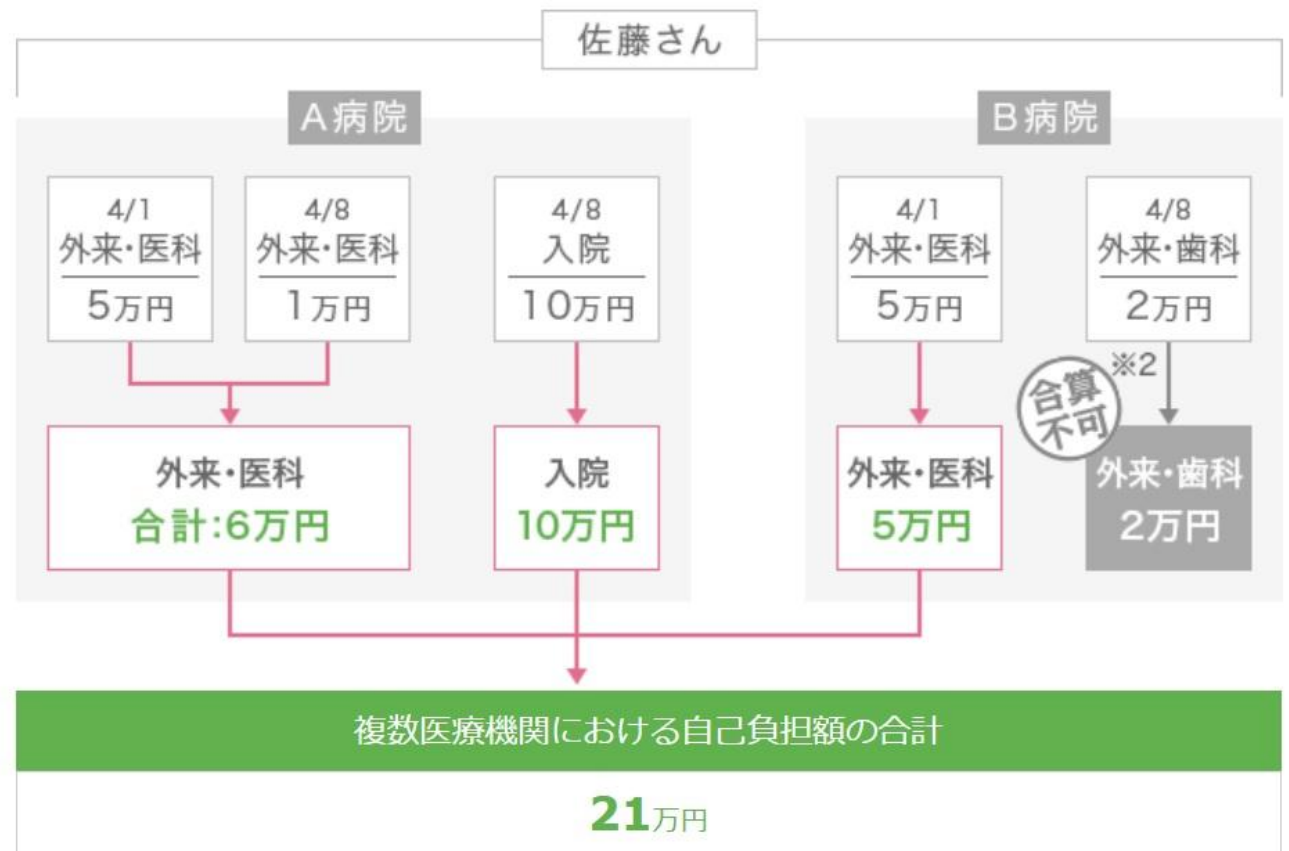 佐藤さん
A病院
4/1
外来・医科
5万円
4/8
外来・医科
1万円
4/8
入院
10万円
外来・医科
合計:6万円
入院
10万円
B病院
4/1
外来・医科
5万円
4/8
外来・歯科
2万円
※2
合算
不可
外来・医科
5万円
外来・歯科
2万円
複数医療機関における自己負担額の合計
21万円